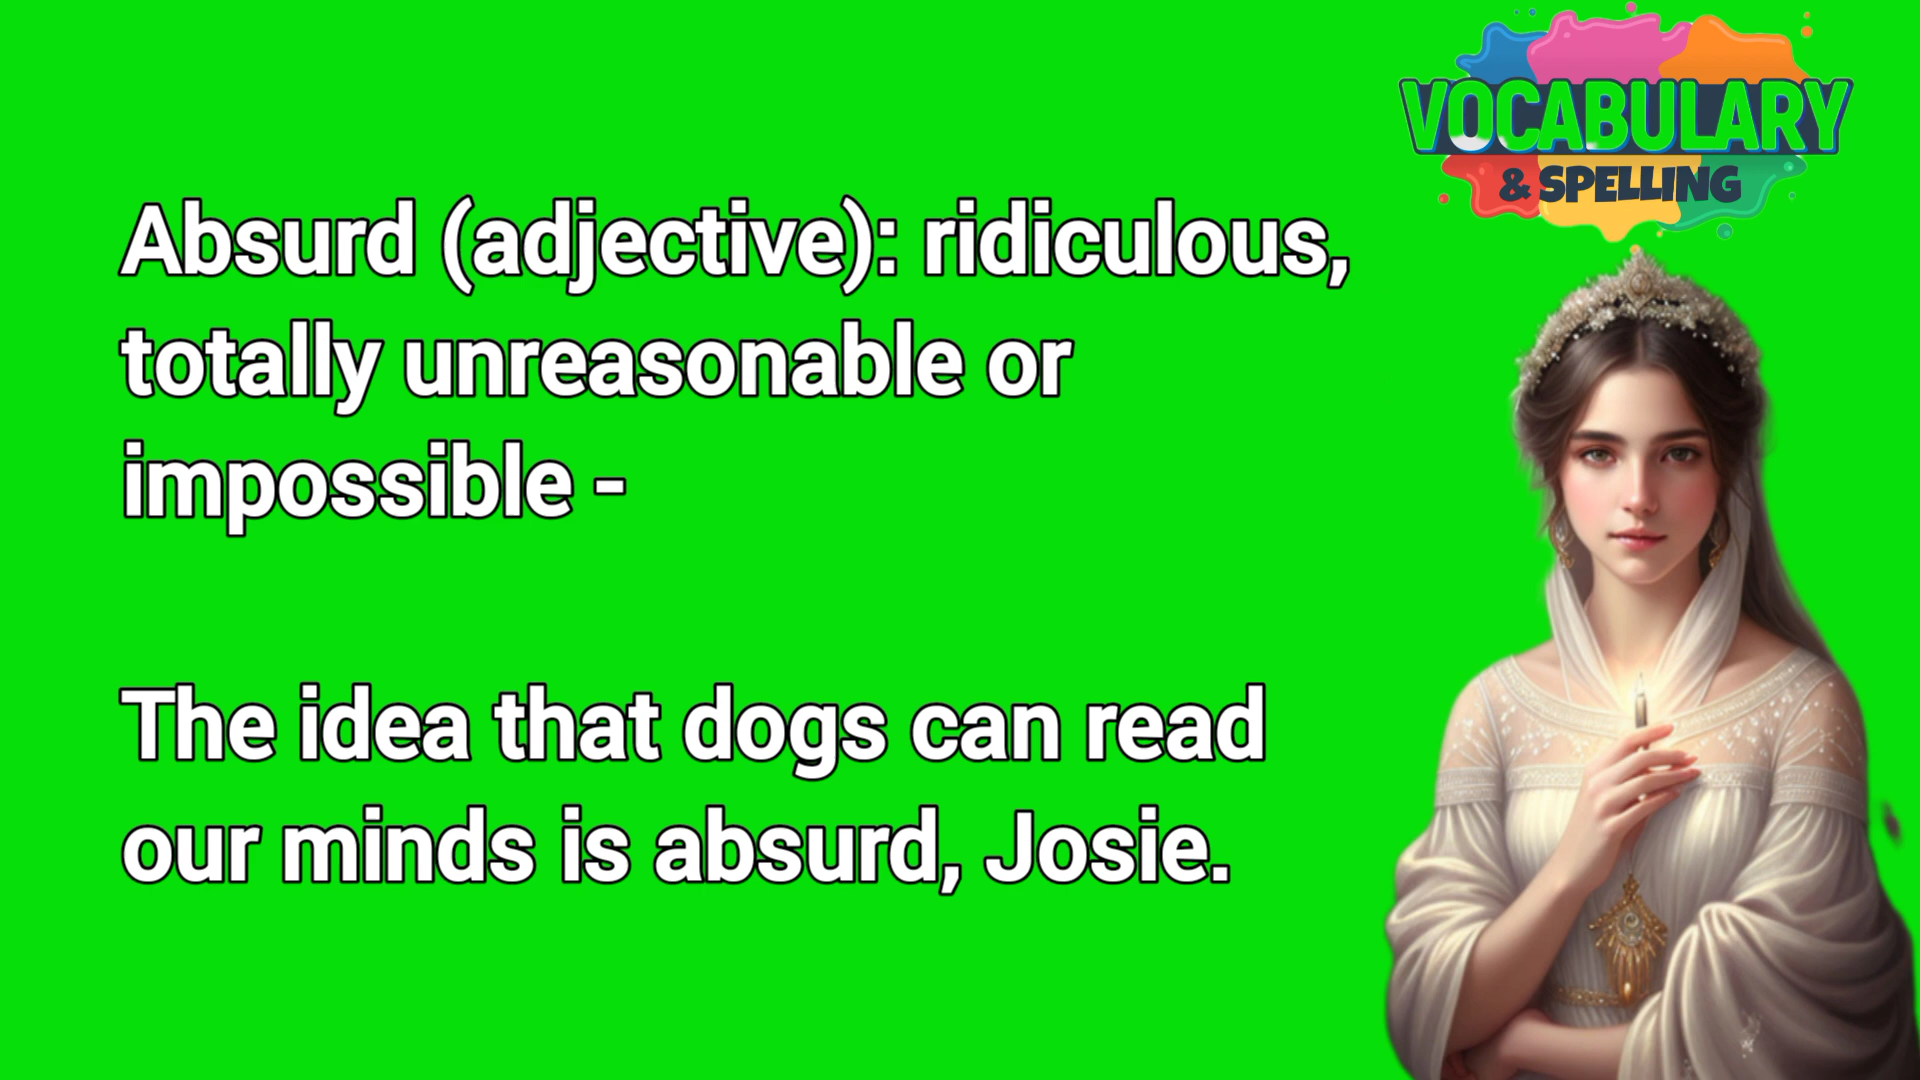 VOCABULARY
& SPELLING
Absurd (adjective): ridiculous,
totally unreasonable or
impossible -
The idea that dogs can read
our minds is absurd, Josie.